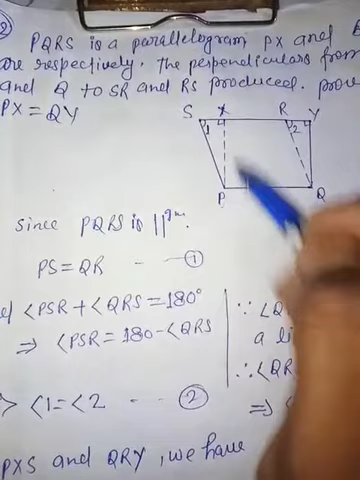 2) PQRS is a parallelogram PX and
are respectively, the perpendiculars from
and Q to SR and RS produced. prove
PX = QY
S X R Y
1 2
P Q
Since PQRS is ||gm.
PS = QR --- ①
<PSR + <QRS = 180°
⇒ <PSR = 180 - <QRS
<1 = <2 --- ②
∵ <Q
a li
∴ <QR
⇒ <
PXS and QRY, we have